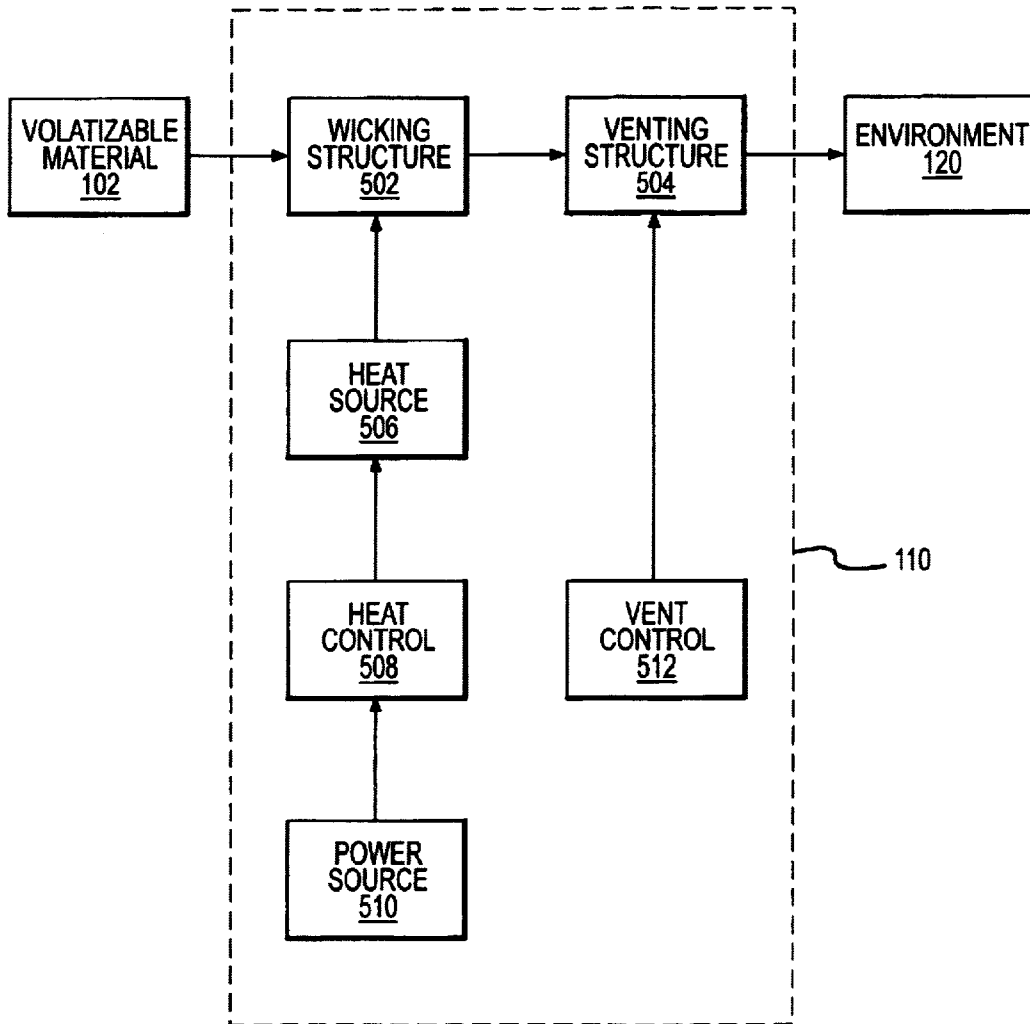 VOLATIZABLE
MATERIAL
102
WICKING
STRUCTURE
502
VENTING
STRUCTURE
504
ENVIRONMENT
120
HEAT
SOURCE
506
HEAT
CONTROL
508
VENT
CONTROL
512
110
POWER
SOURCE
510